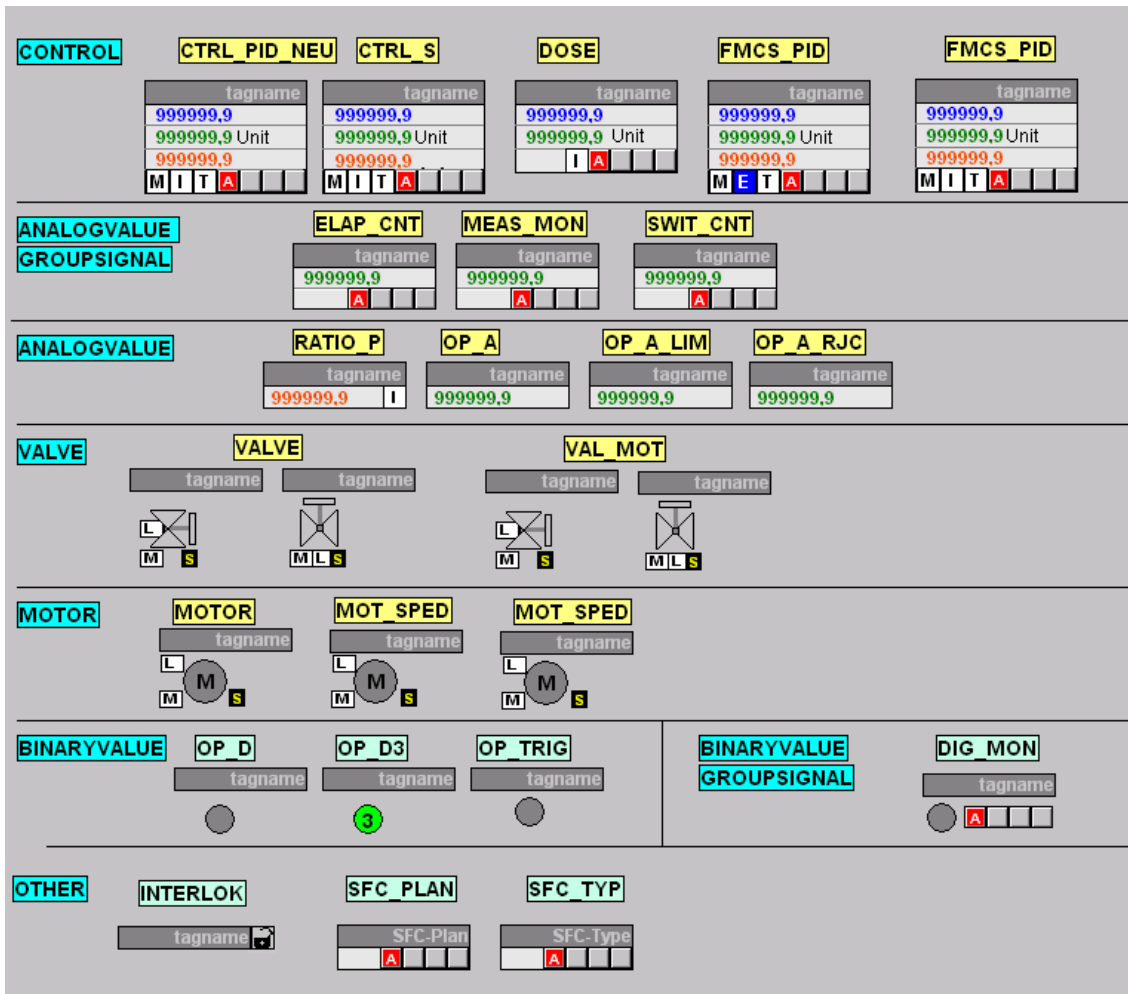 CONTROL CTRL_PID_NEU CTRL_S DOSE FMCS_PID FMCS_PID
tagname tagname tagname tagname tagname
999999,9 999999,9 999999,9 999999,9 999999,9
999999,9 Unit 999999,9 Unit 999999,9 Unit 999999,9 Unit 999999,9 Unit
999999,9 999999,9 I A 999999,9 999999,9
M I T A M I T A M E T A M I T A
ANALOGVALUE ELAP_CNT MEAS_MON SWIT_CNT
GROUPSIGNAL tagname tagname tagname
999999,9 999999,9 999999,9
A A A
ANALOGVALUE RATIO_P OP_A OP_A_LIM OP_A_RJC
tagname tagname tagname tagname
999999,9 I 999999,9 999999,9 999999,9
VALVE VALVE VAL_MOT
tagname tagname tagname tagname
L L
M S M L S M S M L S
MOTOR MOTOR MOT_SPED MOT_SPED
tagname tagname tagname
L L L
M M M
M S M S M S
BINARYVALUE OP_D OP_D3 OP_TRIG BINARYVALUE DIG_MON
tagname tagname tagname GROUPSIGNAL tagname
3 A
OTHER INTERLOK SFC_PLAN SFC_TYP
tagname SFC-Plan SFC-Type
A A